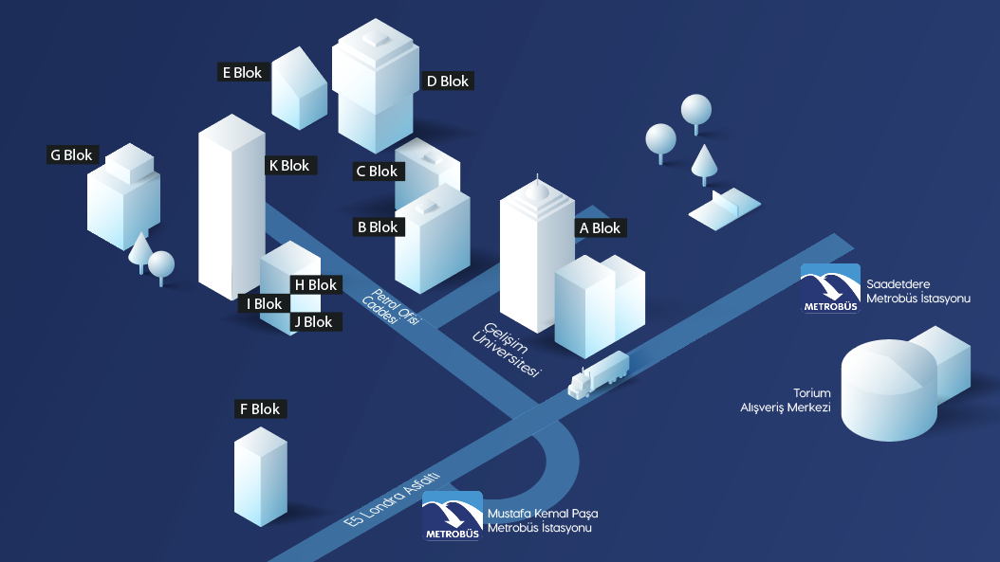 E Blok
D Blok
G Blok
K Blok
C Blok
B Blok
A Blok
H Blok
I Blok
J Blok
Petrol Ofisi
Caddesi
Gelişim
Üniversitesi
METROBÜS
Saadetdere
Metrobüs İstasyonu
Torium
Alışveriş Merkezi
F Blok
E5 Londra Asfaltı
METROBÜS
Mustafa Kemal Paşa
Metrobüs İstasyonu